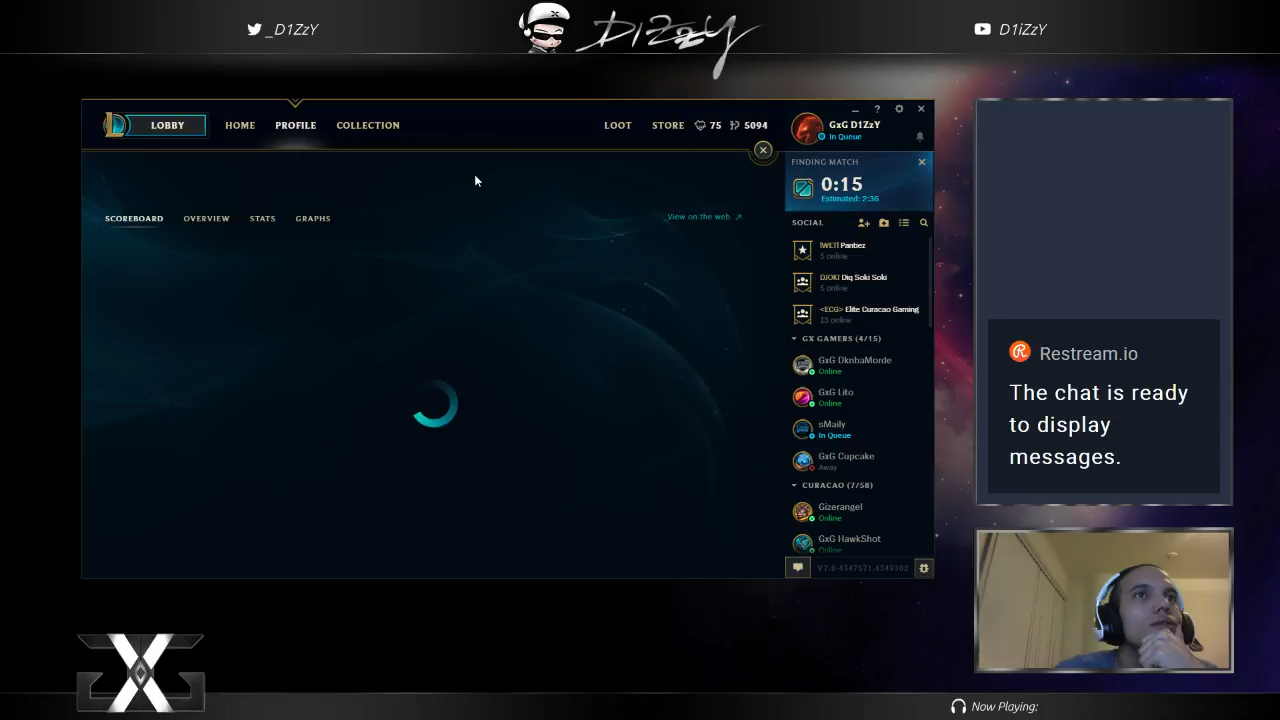 _D1ZzY
D1ZzY
D1iZzY
LOBBY
HOME
PROFILE
COLLECTION
LOOT
STORE
75
5094
?
GxG D1ZzY
In Queue
FINDING MATCH
0:15
Estimated: 2:36
SCOREBOARD
OVERVIEW
STATS
GRAPHS
View on the web
SOCIAL
5 online
Diq Soki Soki
5 online
<ECG> Elite Curacao Gaming
13 online
GX GAMERS (4/15)
GxG DknbaMorde
Online
GxG Lito
Online
sMaily
In Queue
GxG Cupcake
Away
CURACAO (7/58)
Gizerangel
Online
GxG HawkShot
Online
Restream.io
The chat is ready
to display
messages.
Now Playing: